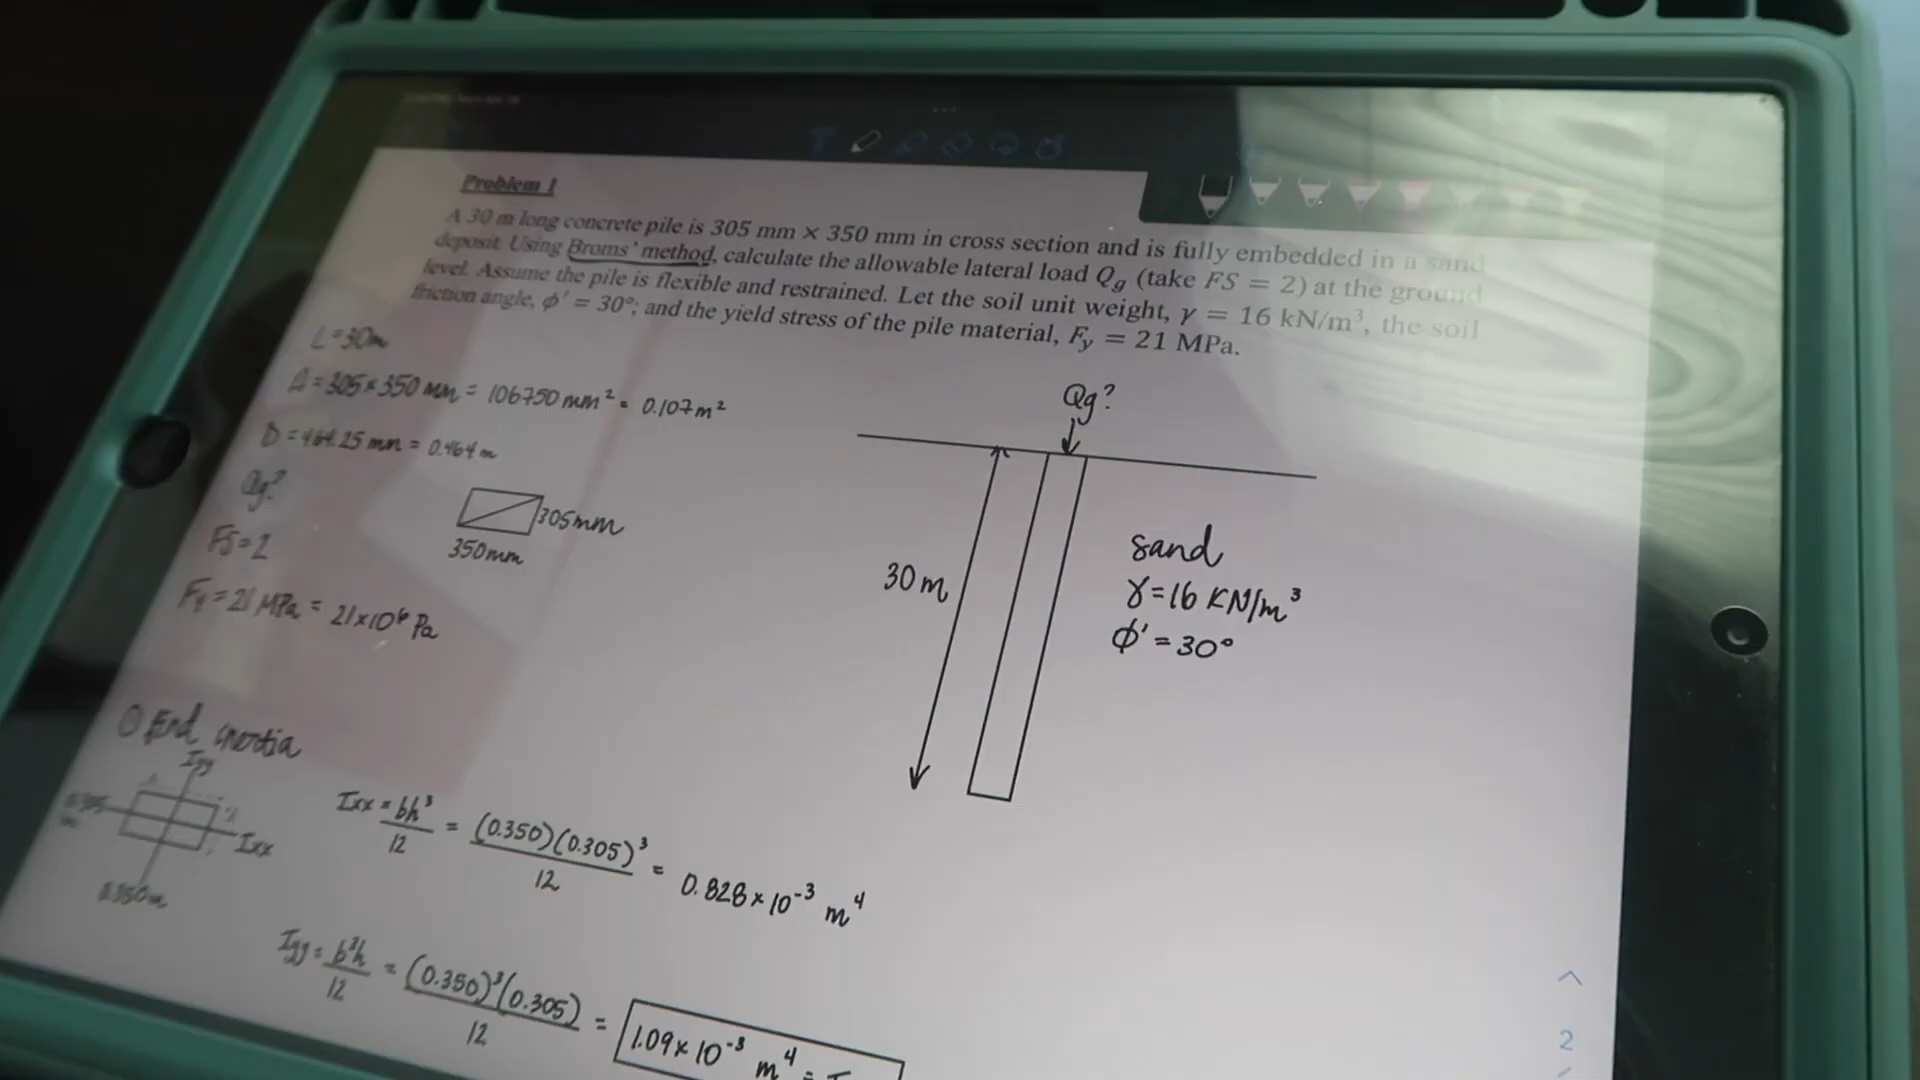 Problem 1
A 30 m long concrete pile is 305 mm × 350 mm in cross section and is fully embedded in a sand
deposit. Using Broms' method, calculate the allowable lateral load Qg (take FS = 2) at the ground
level. Assume the pile is flexible and restrained. Let the soil unit weight, γ = 16 kN/m³, the soil
friction angle, ϕ' = 30°; and the yield stress of the pile material, Fy = 21 MPa.
L = 30m
A = 305 × 350 mm = 106750 mm² = 0.107 m²
D = 464.25 mm = 0.464 m
Qg?
FS = 2
Fy = 21 MPa = 21×10⁶ Pa
305mm
350mm
Qg?
30 m
sand
γ = 16 KN/m³
ϕ' = 30°
① Find inertia
Iyy
Ixx
0.350m
Ixx = bh³/12 = (0.350)(0.305)³/12 = 0.828 × 10⁻³ m⁴
Iyy = b³h/12 = (0.350)³(0.305)/12 = 1.09 × 10⁻³ m⁴ = I
2